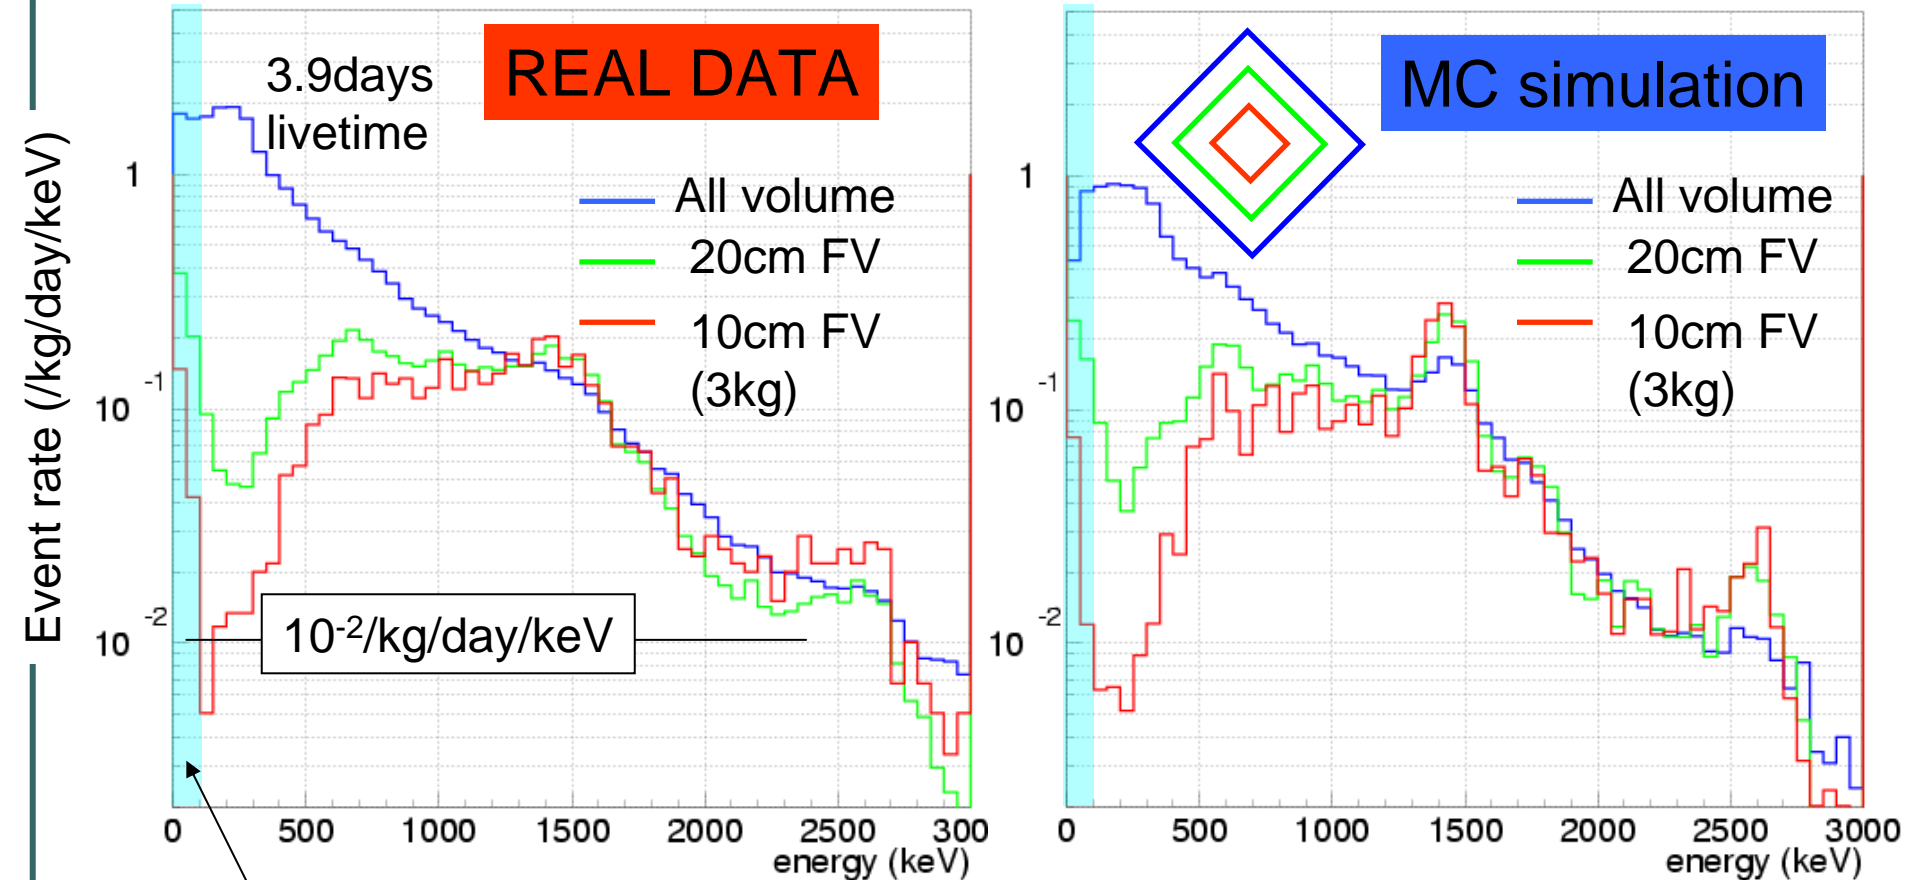 Event rate (/kg/day/keV)
REAL DATA
3.9days
livetime
All volume
20cm FV
10cm FV
(3kg)
1
10-1
10-2
10-2/kg/day/keV
0 500 1000 1500 2000 2500 300
energy (keV)
MC simulation
All volume
20cm FV
10cm FV
(3kg)
1
10-1
10-2
0 500 1000 1500 2000 2500 3000
energy (keV)